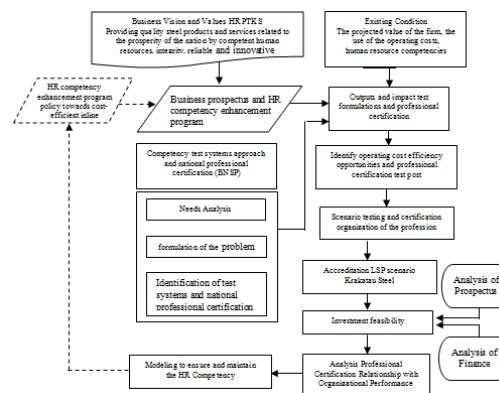 Business Vision and Values HR PTKS
Providing quality steel products and services related to
the prosperity of the nation by competent human
resources, integrity, reliable and innovative
Existing Condition
The projected value of the firm, the
use of the operating costs,
human resource competencies
HR competency
enhancement program
policy towards cost-
efficient inline
Business prospectus and HR
competency enhancement
program
Outputs and impact test
formulations and professional
certification
Competency test systems approach
and national professional
certification (BNSP)
Identify operating cost efficiency
opportunities and professional
certification test post
Needs Analysis
formulation of the problem
Identification of test
systems and national
professional certification
Scenario testing and certification
organization of the profession
Accreditation LSP scenario
Krakatau Steel
Analysis of
Prospectus
Investment feasibility
Analysis of
Finance
Modeling to ensure and maintain
the HR Competency
Analysis Professional
Certification Relationship with
Organizational Performance